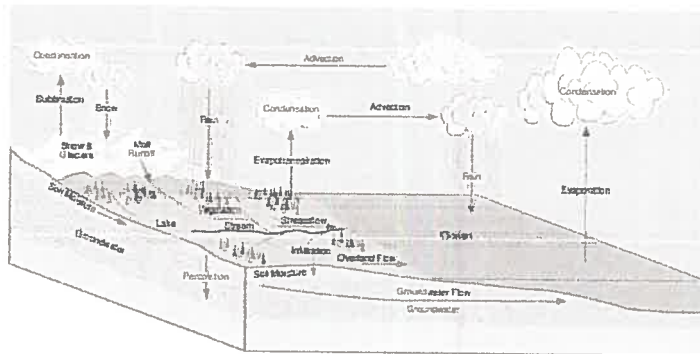 Condensation
Advection
Sublimation
Snow
Condensation
Advection
Condensation
Rain
Snow &
Glaciers
Melt
Runoff
Evapotranspiration
Rain
Evaporation
Soil Moisture
Lake
Stream
Streamflow
Groundwater
Infiltration
Overland Flow
Percolation
Soil Moisture
Groundwater Flow
Groundwater